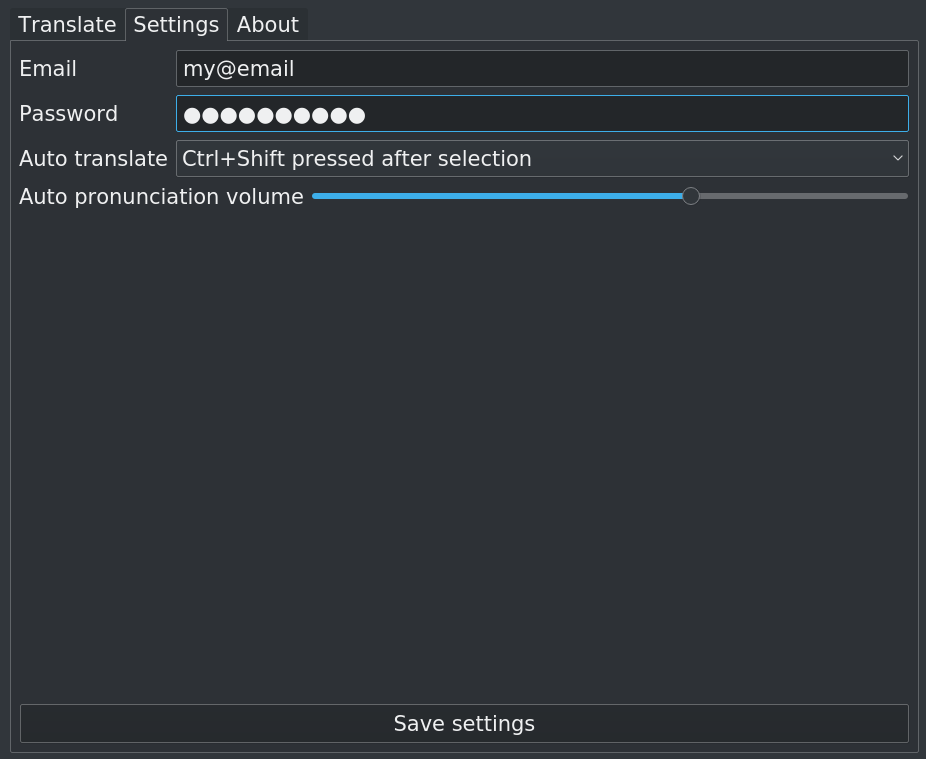 Translate Settings About
Email my@email
Password ●●●●●●●●●●
Auto translate Ctrl+Shift pressed after selection
Auto pronunciation volume
Save settings